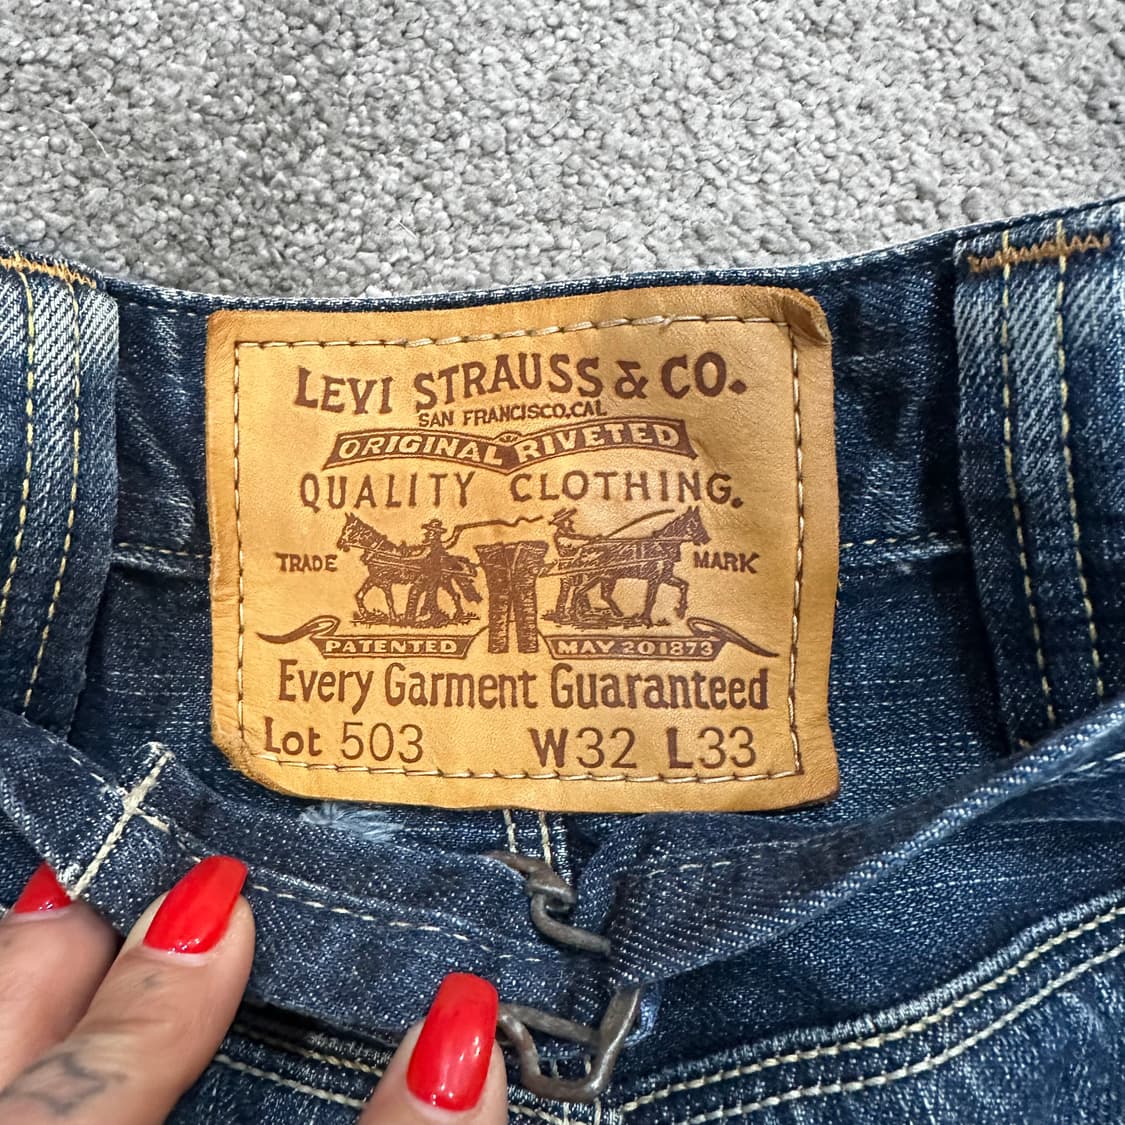 LEVI STRAUSS & CO.
SAN FRANCISCO,CAL
ORIGINAL RIVETED
QUALITY CLOTHING.
TRADE MARK
PATENTED MAY 20 1873
Every Garment Guaranteed
Lot 503 W32 L33